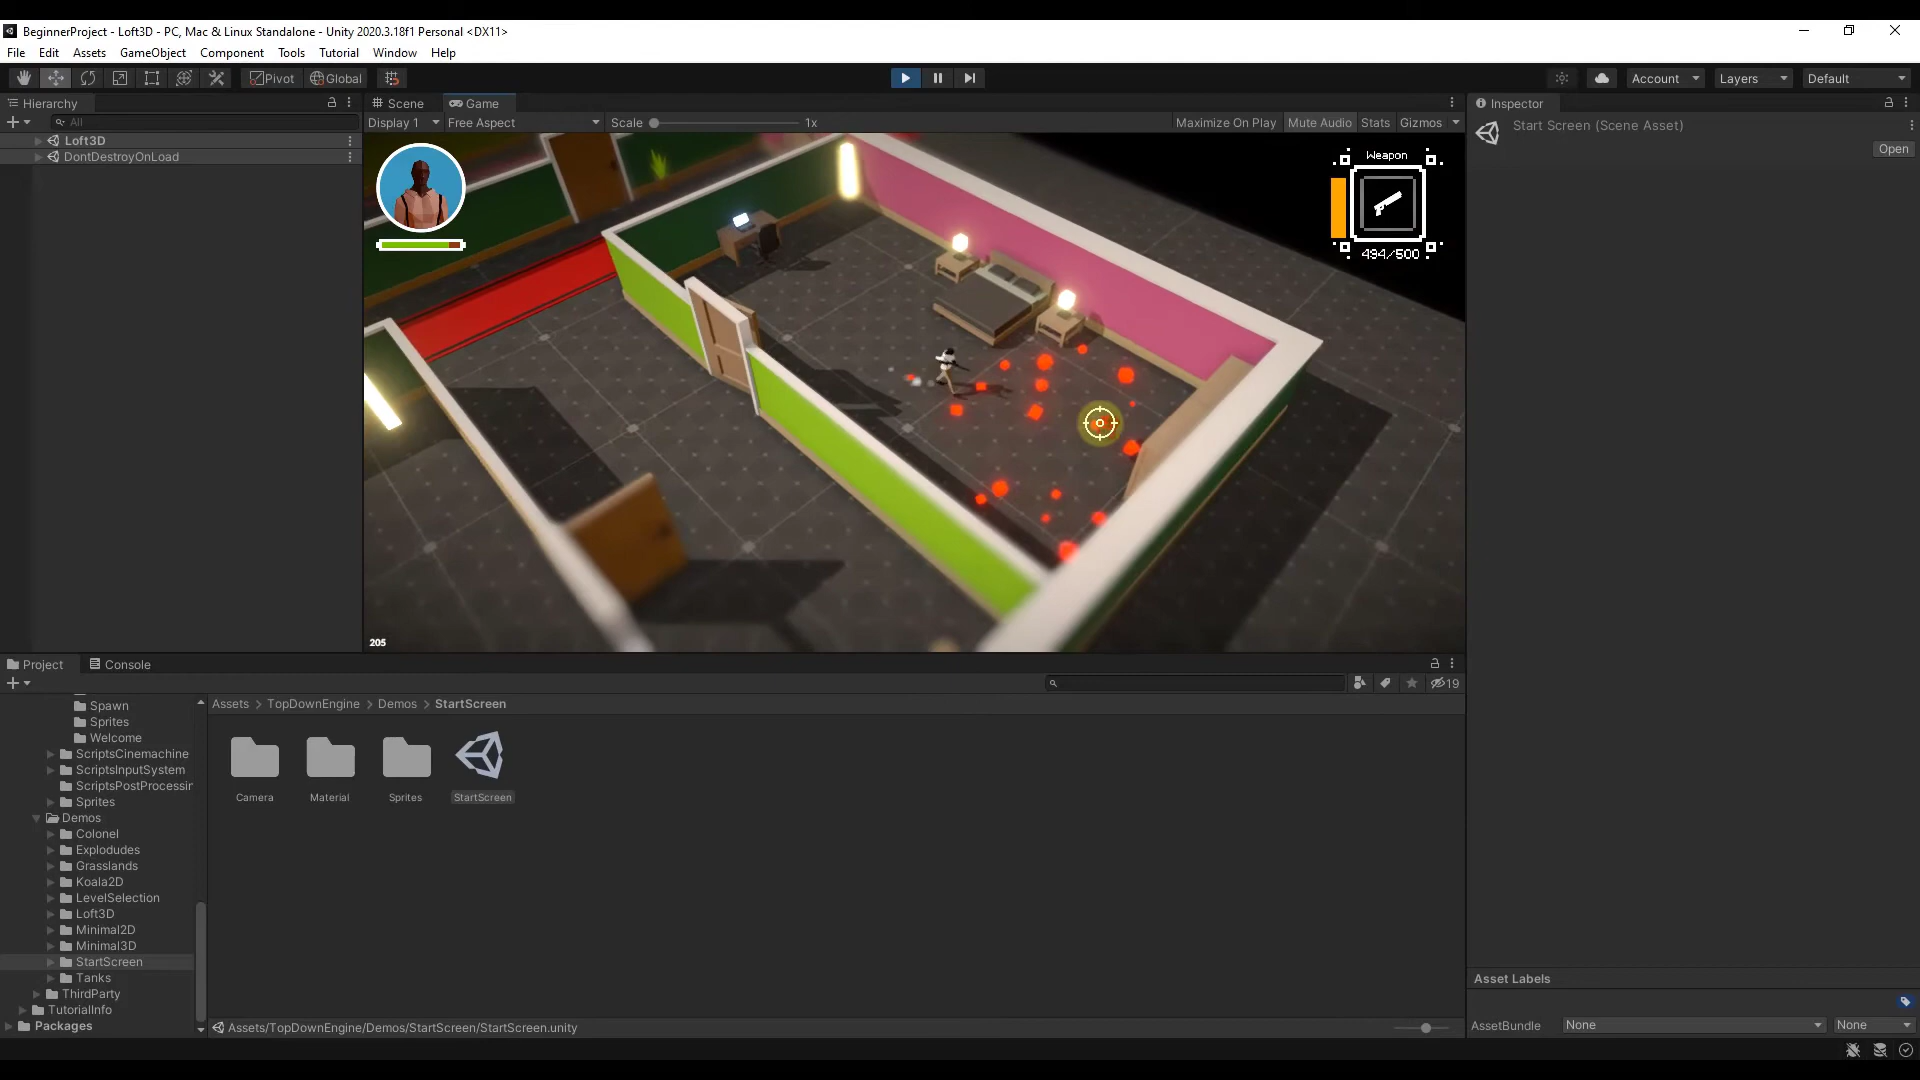 BeginnerProject - Loft3D - PC, Mac & Linux Standalone - Unity 2020.3.18f1 Personal <DX11>
File Edit Assets GameObject Component Tools Tutorial Window Help
Pivot Global Account Layers Default
Hierarchy
All
Loft3D
DontDestroyOnLoad
Scene Game
Display 1 Free Aspect Scale 1x Maximize On Play Mute Audio Stats Gizmos
Weapon
494/500
205
Inspector
Start Screen (Scene Asset)
Open
Project Console
19
Spawn
Sprites
Welcome
ScriptsCinemachine
ScriptsInputSystem
ScriptsPostProcessin
Sprites
Demos
Colonel
Explodudes
Grasslands
Koala2D
LevelSelection
Loft3D
Minimal2D
Minimal3D
StartScreen
Tanks
ThirdParty
TutorialInfo
Packages
Assets > TopDownEngine > Demos > StartScreen
Camera Material Sprites StartScreen
Assets/TopDownEngine/Demos/StartScreen/StartScreen.unity
Asset Labels
AssetBundle None None